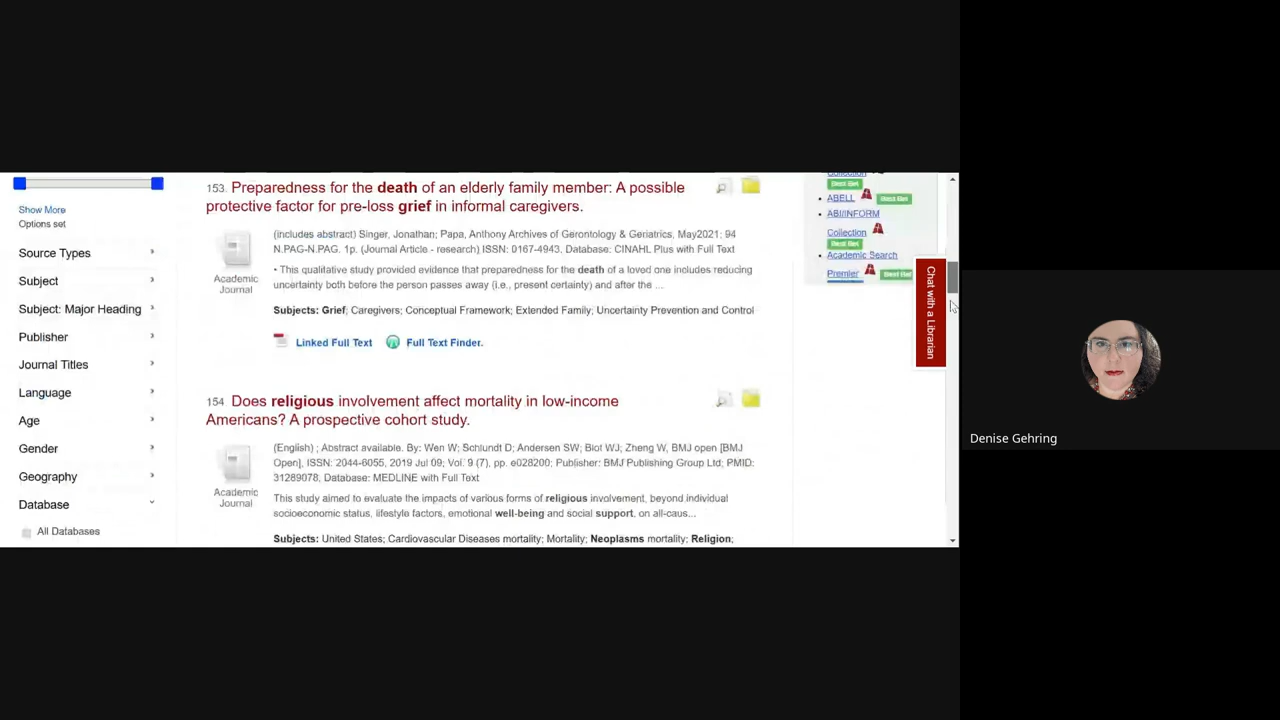 Show More
Options set
Source Types
Subject
Subject: Major Heading
Publisher
Journal Titles
Language
Age
Gender
Geography
Database
All Databases
153. Preparedness for the death of an elderly family member: A possible
protective factor for pre-loss grief in informal caregivers.
Academic
Journal
(includes abstract) Singer, Jonathan; Papa, Anthony Archives of Gerontology & Geriatrics, May2021; 94
N.PAG-N.PAG. 1p. (Journal Article - research) ISSN: 0167-4943, Database: CINAHL Plus with Full Text
• This qualitative study provided evidence that preparedness for the death of a loved one includes reducing
uncertainty both before the person passes away (i.e., present certainty) and after the ...
Subjects: Grief; Caregivers; Conceptual Framework; Extended Family; Uncertainty Prevention and Control
Linked Full Text
Full Text Finder.
154 Does religious involvement affect mortality in low-income
Americans? A prospective cohort study.
Academic
Journal
(English) ; Abstract available. By: Wen W; Schlundt D; Andersen SW; Blot WJ; Zheng W, BMJ open [BMJ
Open], ISSN: 2044-6055, 2019 Jul 09; Vol. 9 (7), pp. e028200; Publisher: BMJ Publishing Group Ltd; PMID:
31289078, Database: MEDLINE with Full Text
This study aimed to evaluate the impacts of various forms of religious involvement, beyond individual
socioeconomic status, lifestyle factors, emotional well-being and social support, on all-caus...
Subjects: United States; Cardiovascular Diseases mortality; Mortality; Neoplasms mortality; Religion;
Collection
Best Bet
ABELL Best Bet
ABI/INFORM
Collection
Best Bet
Academic Search
Premier Best Bet
Chat with a Librarian
Denise Gehring